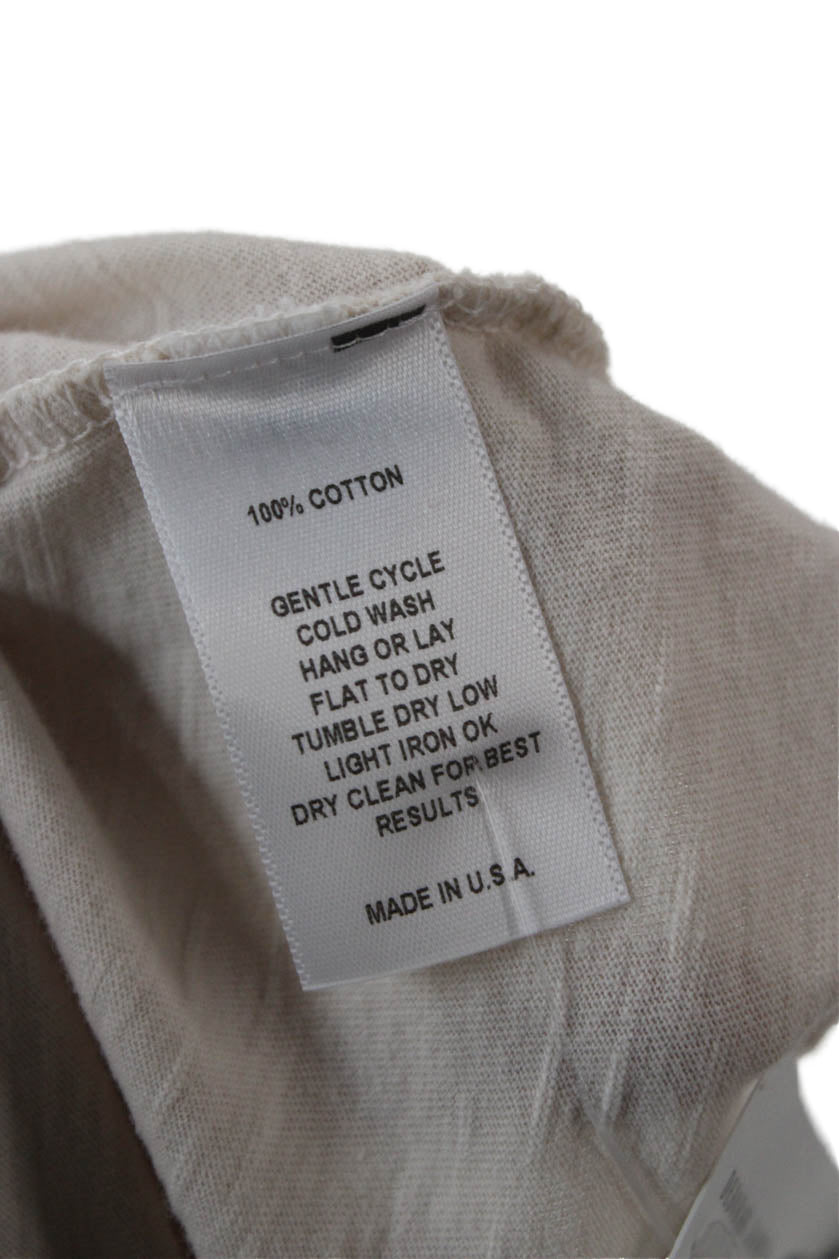 100% COTTON
GENTLE CYCLE
COLD WASH
HANG OR LAY
FLAT TO DRY
TUMBLE DRY LOW
LIGHT IRON OK
DRY CLEAN FOR BEST
RESULTS
MADE IN U.S.A.